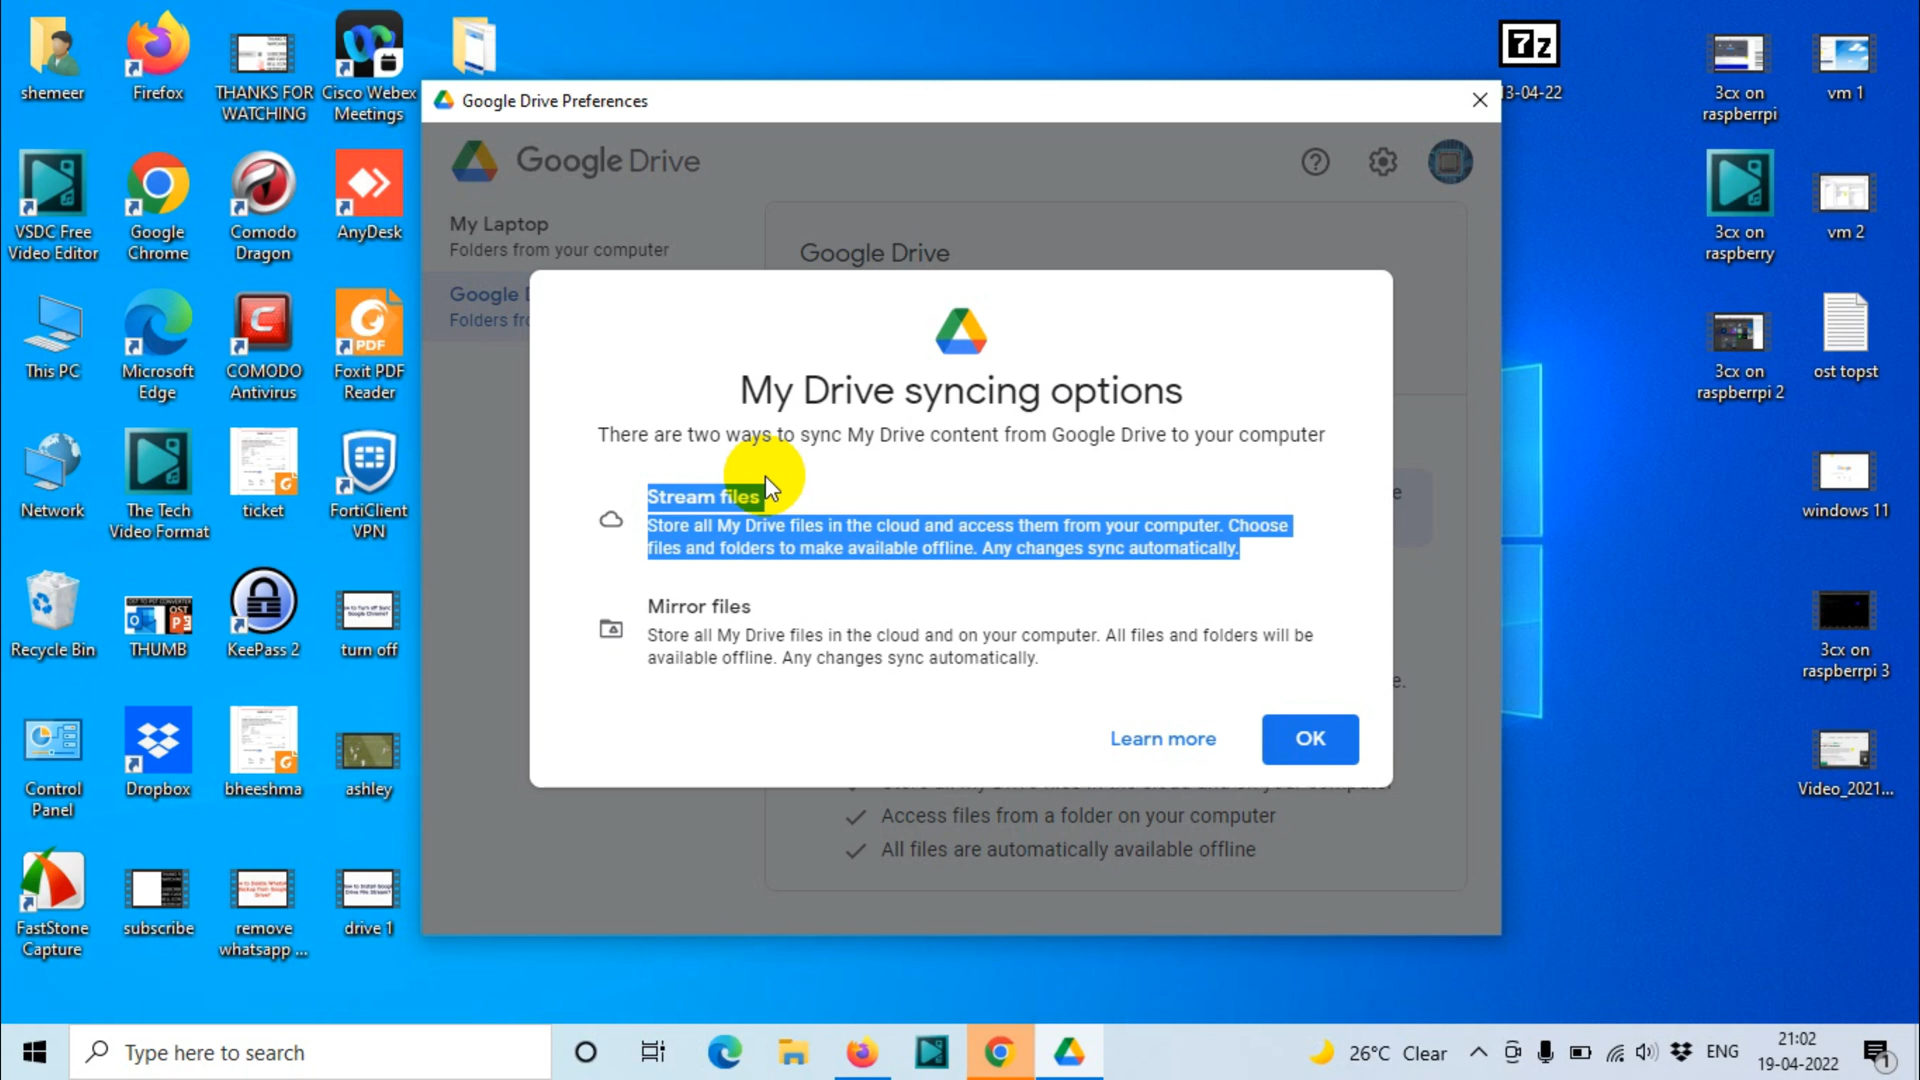 shemeer
Firefox
THANKS FOR
WATCHING
Cisco Webex
Meetings
13-04-22
3cx on
raspberrpi
vm 1
Google Drive Preferences
Google Drive
My Laptop
Folders from your computer
Google Drive
Google D
Folders fro
VSDC Free
Video Editor
Google
Chrome
Comodo
Dragon
AnyDesk
3cx on
raspberry
vm 2
This PC
Microsoft
Edge
COMODO
Antivirus
PDF
Foxit PDF
Reader
3cx on
raspberrpi 2
ost topst
My Drive syncing options
There are two ways to sync My Drive content from Google Drive to your computer
Stream files
Store all My Drive files in the cloud and access them from your computer. Choose
files and folders to make available offline. Any changes sync automatically.
Mirror files
Store all My Drive files in the cloud and on your computer. All files and folders will be
available offline. Any changes sync automatically.
Learn more
OK
Access files from a folder on your computer
All files are automatically available offline
Network
The Tech
Video Format
ticket
FortiClient
VPN
windows 11
Recycle Bin
THUMB
KeePass 2
turn off
3cx on
raspberrpi 3
Control
Panel
Dropbox
bheeshma
ashley
Video_2021...
FastStone
Capture
subscribe
remove
whatsapp ...
drive 1
Type here to search
26°C Clear
ENG
21:02
19-04-2022
1